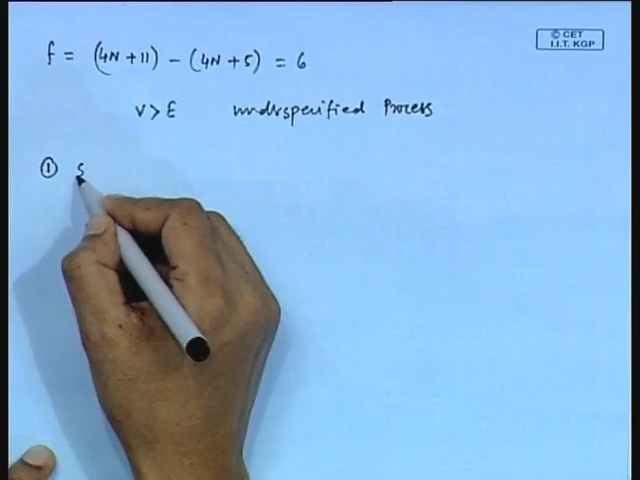 © CET
I.I.T. KGP
f = (4N + 11) - (4N + 5) = 6
V > E underspecified Process
① S